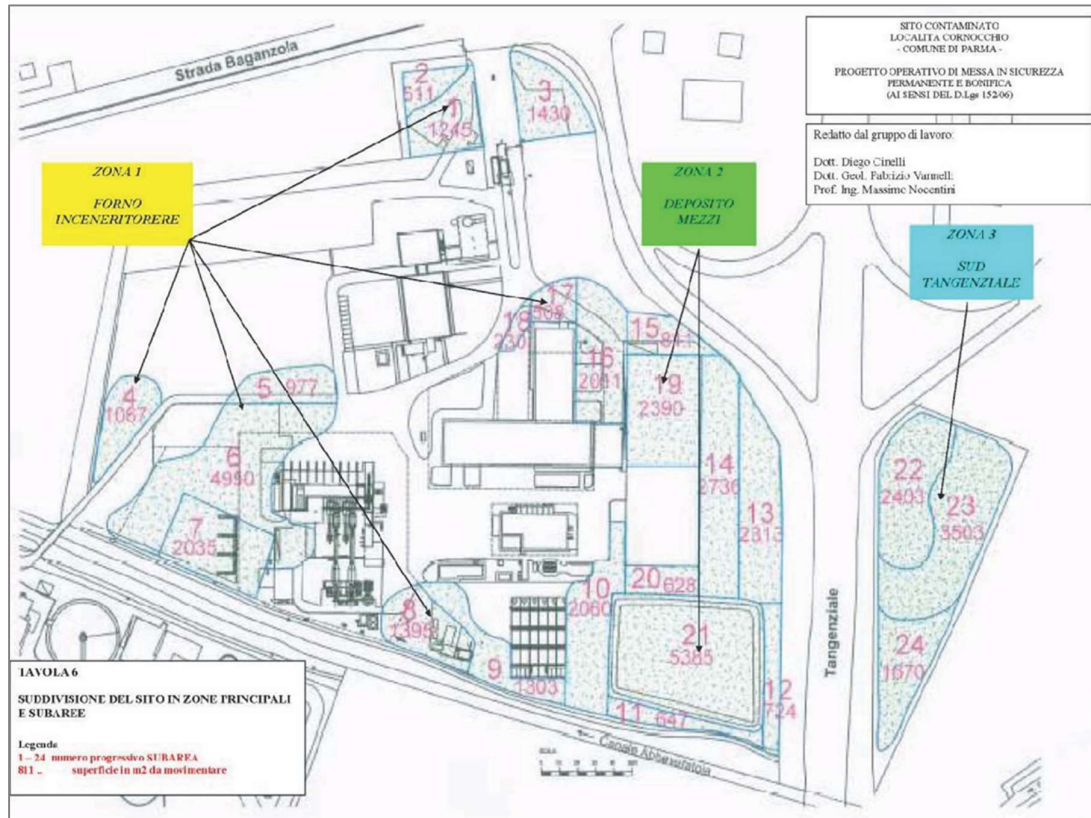 SITO CONTAMINATO
LOCALITA CORNOCCHIO
- COMUNE DI PARMA -
PROGETTO OPERATIVO DI MESSA IN SICUREZZA
PERMANENTE E BONIFICA
(AI SENSI DEL D.Lgs 152/06)
Redatto dal gruppo di lavoro:
Dott. Diego Cinelli
Dott. Geol. Fabrizio Vannelli
Prof. Ing. Massimo Nocentini
Strada Baganzola
2
511
1
1245
3
1430
ZONA 1
FORNO
INCENERITORERE
ZONA 2
DEPOSITO
MEZZI
ZONA 3
SUD
TANGENZIALE
17
18
230
15
811
16
2011
19
2390
4
1067
5 977
6
4950
7
2035
14
2736
13
2313
22
2403
23
3503
24
1670
8
1395
9
1803
10
2060
20 628
21
5385
11 647
12
724
Tangenziale
Canale Abbeveratoia
SCALA
TAVOLA 6
SUDDIVISIONE DEL SITO IN ZONE PRINCIPALI
E SUBAREE
Legenda
1 – 24 numero progressivo SUBAREA
811 .. superficie in m2 da movimentare